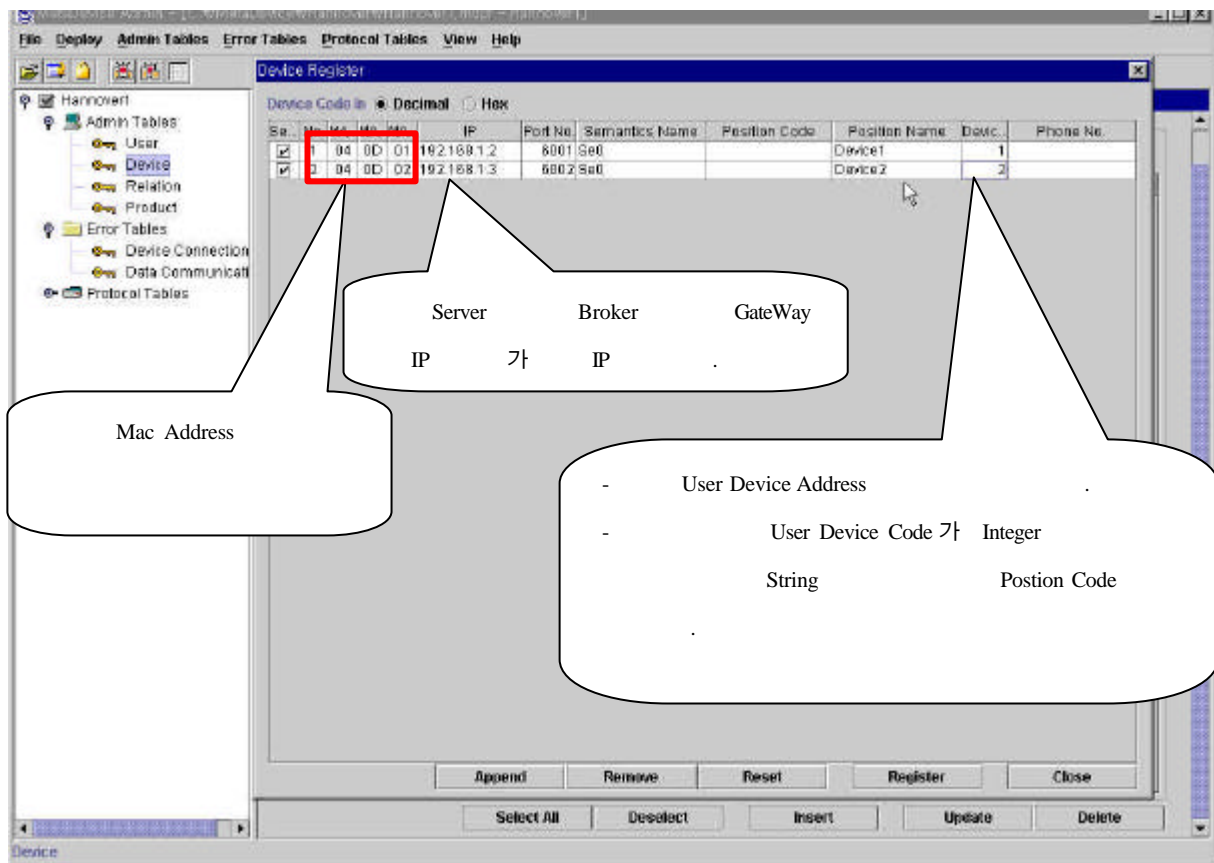 File Deploy Admin Tables Error Tables Protocol Tables View Help
Device Register
Device Code in Decimal Hex
Se.. No IP Port No. Semantics Name Position Code Position Name Devic... Phone No.
1 04 0D 01 192.168.1.2 6001 Se0 Device1 1
2 04 0D 02 192.168.1.3 6002 Se0 Device2 2
Hannover1
Admin Tables
User
Device
Relation
Product
Error Tables
Device Connection
Data Communicati
Protocol Tables
Server Broker GateWay
IP 가 IP .
Mac Address
- User Device Address .
- User Device Code 가 Integer
String Postion Code
.
Append Remove Reset Register Close
Select All Deselect Insert Update Delete
Device